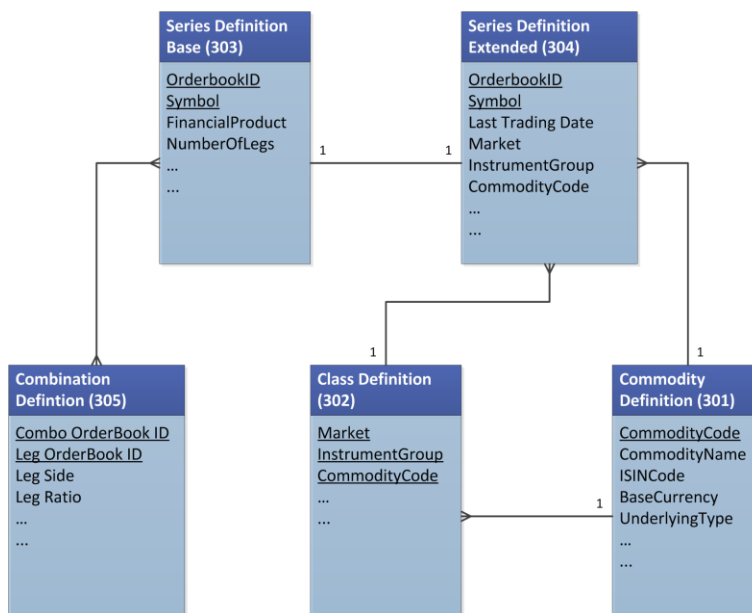 Series Definition
Base (303)
OrderbookID
Symbol
FinancialProduct
NumberOfLegs
…
...
1
1
Series Definition
Extended (304)
OrderbookID
Symbol
Last Trading Date
Market
InstrumentGroup
CommodityCode
…
...
1
1
Combination
Defintion (305)
Combo OrderBook ID
Leg OrderBook ID
Leg Side
Leg Ratio
…
...
Class Definition
(302)
Market
InstrumentGroup
CommodityCode
…
...
1
Commodity
Definition (301)
CommodityCode
CommodityName
ISINCode
BaseCurrency
UnderlyingType
…
...